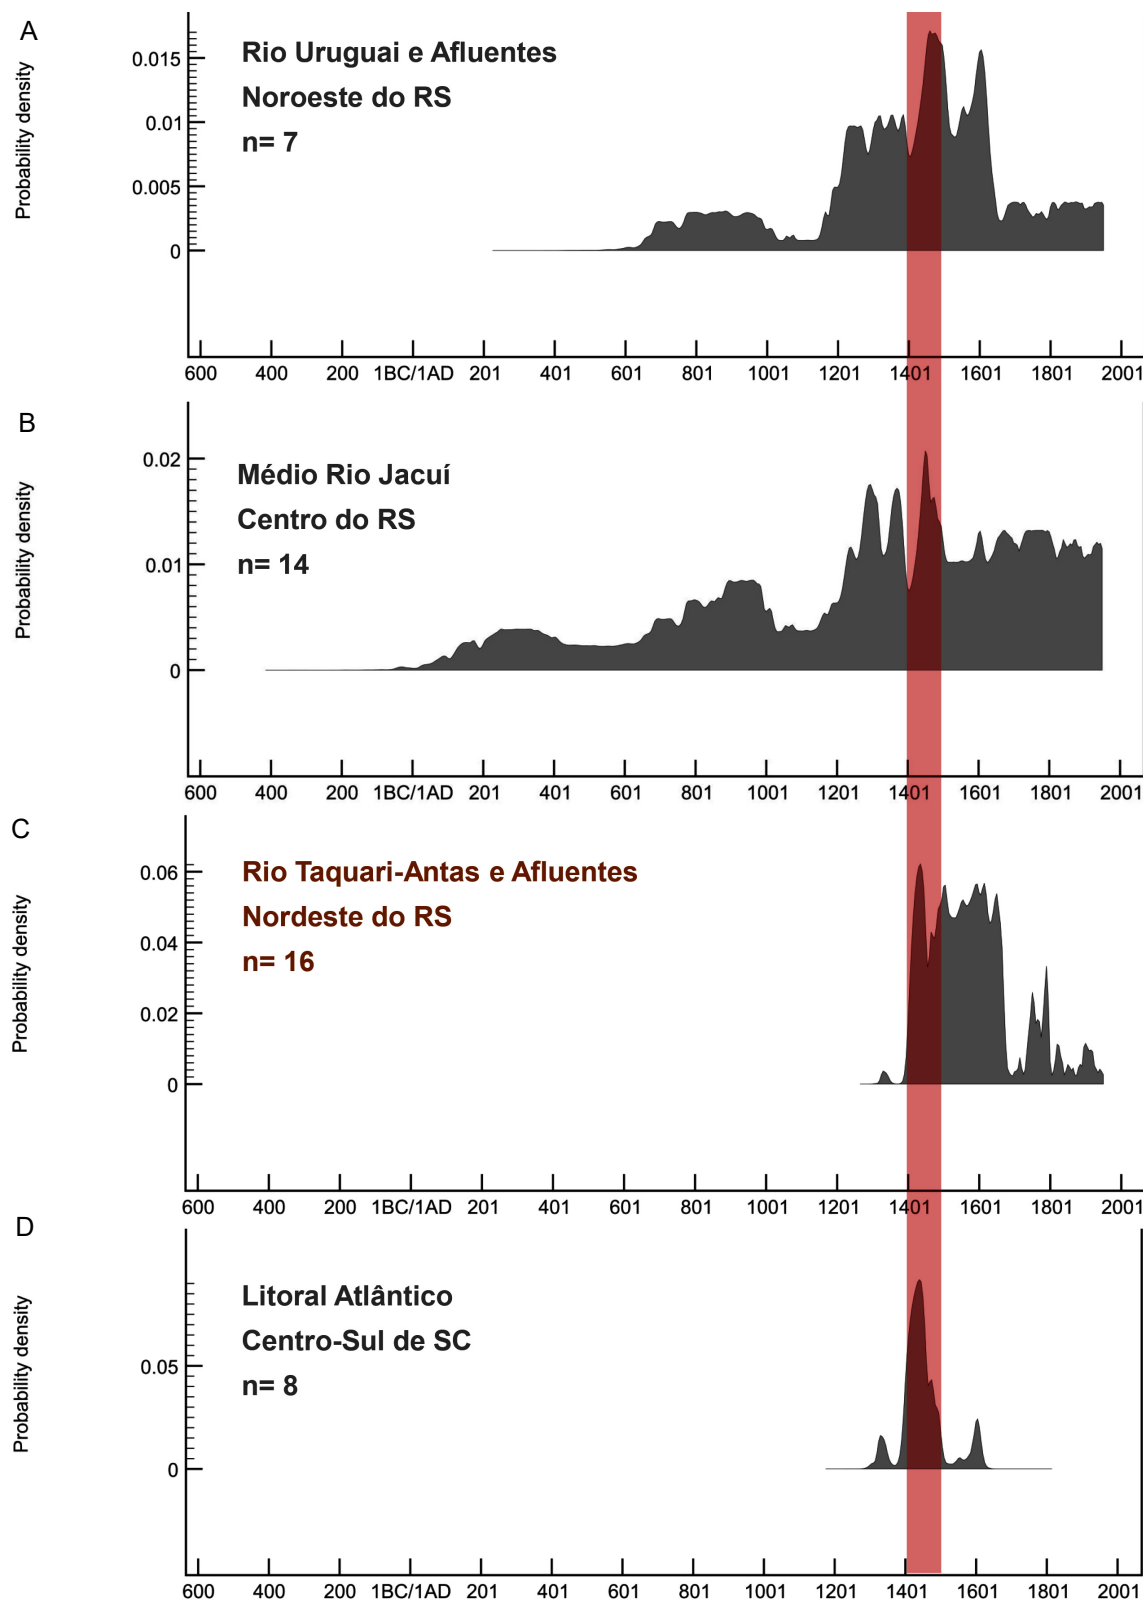 A
Probability density
0.015
0.01
0.005
0
Rio Uruguai e Afluentes
Noroeste do RS
n= 7
600 400 200 1BC/1AD 201 401 601 801 1001 1201 1401 1601 1801 2001
B
Probability density
0.02
0.01
0
Médio Rio Jacuí
Centro do RS
n= 14
600 400 200 1BC/1AD 201 401 601 801 1001 1201 1401 1601 1801 2001
C
Probability density
0.06
0.04
0.02
0
Rio Taquari-Antas e Afluentes
Nordeste do RS
n= 16
600 400 200 1BC/1AD 201 401 601 801 1001 1201 1401 1601 1801 2001
D
Probability density
0.05
0
Litoral Atlântico
Centro-Sul de SC
n= 8
600 400 200 1BC/1AD 201 401 601 801 1001 1201 1401 1601 1801 2001